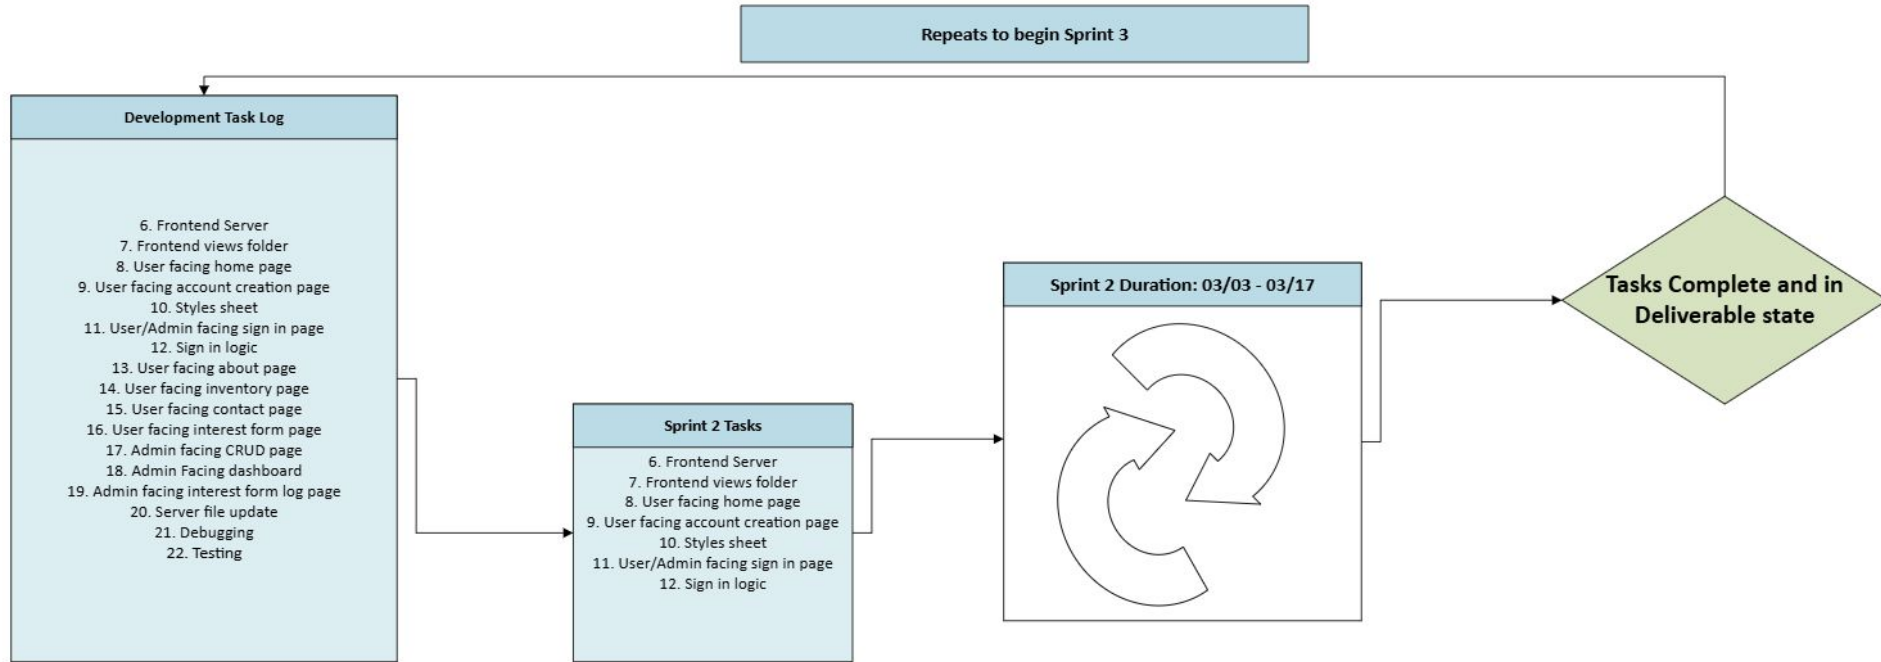 Repeats to begin Sprint 3
Development Task Log
6. Frontend Server
7. Frontend views folder
8. User facing home page
9. User facing account creation page
10. Styles sheet
11. User/Admin facing sign in page
12. Sign in logic
13. User facing about page
14. User facing inventory page
15. User facing contact page
16. User facing interest form page
17. Admin facing CRUD page
18. Admin Facing dashboard
19. Admin facing interest form log page
20. Server file update
21. Debugging
22. Testing
Sprint 2 Tasks
6. Frontend Server
7. Frontend views folder
8. User facing home page
9. User facing account creation page
10. Styles sheet
11. User/Admin facing sign in page
12. Sign in logic
Sprint 2 Duration: 03/03 - 03/17
Tasks Complete and in
Deliverable state